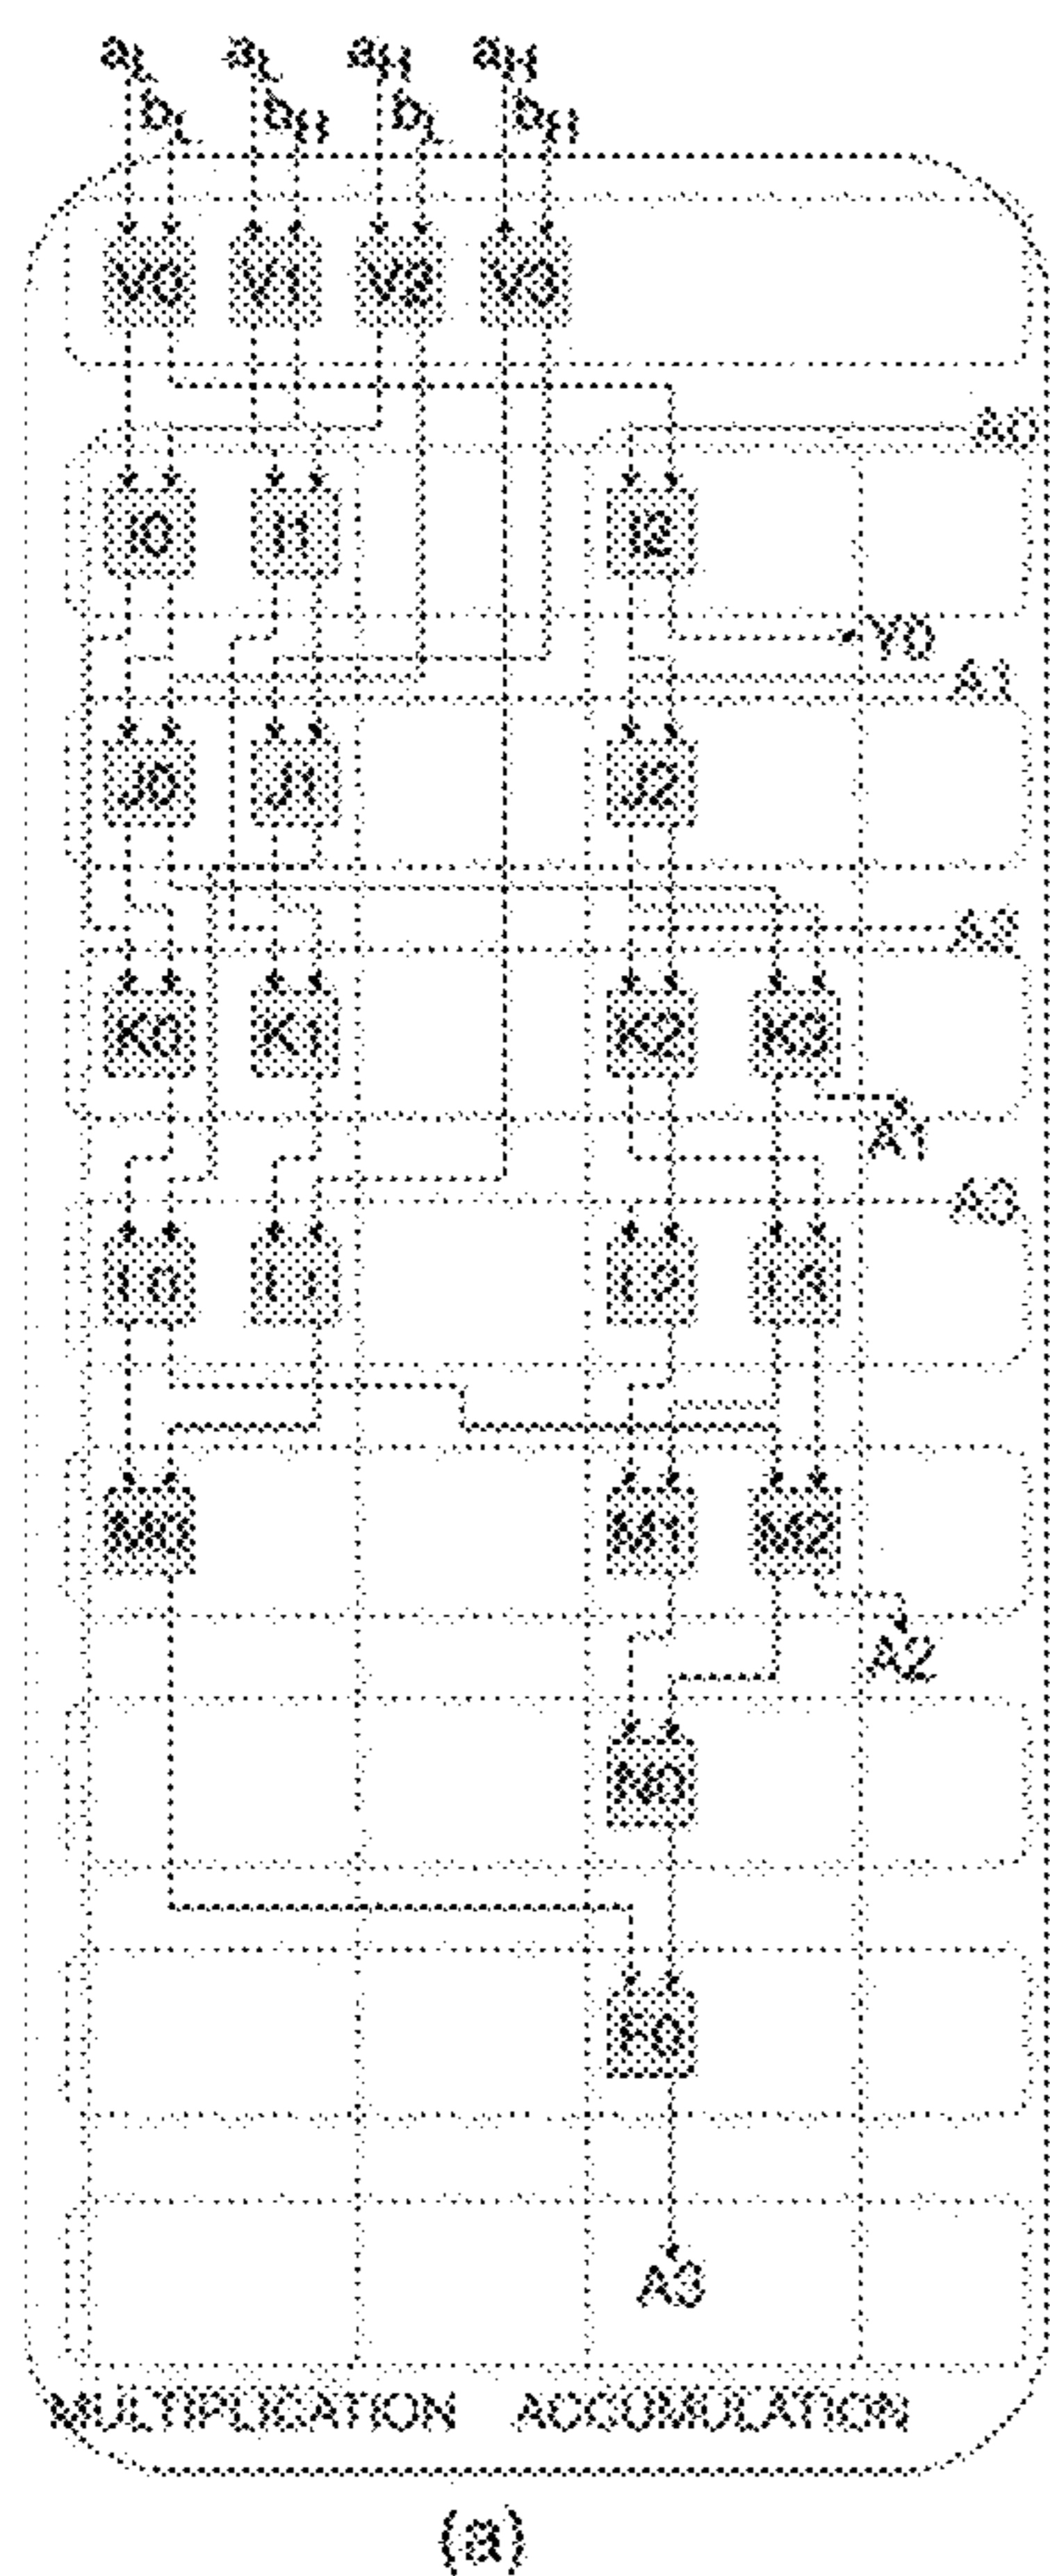 aL aL aH aH
bL bH bL bH
V0 V1 V2 V3
A0
I0 I1 I2
Y0
A1
J0 J1 J2
A2
K0 K1 K2 K3
A1
A3
L0 L1 L2 L3
M0 M1 M2
A2
N0
A3
MULTIPLICATION ACCUMULATION
(a)